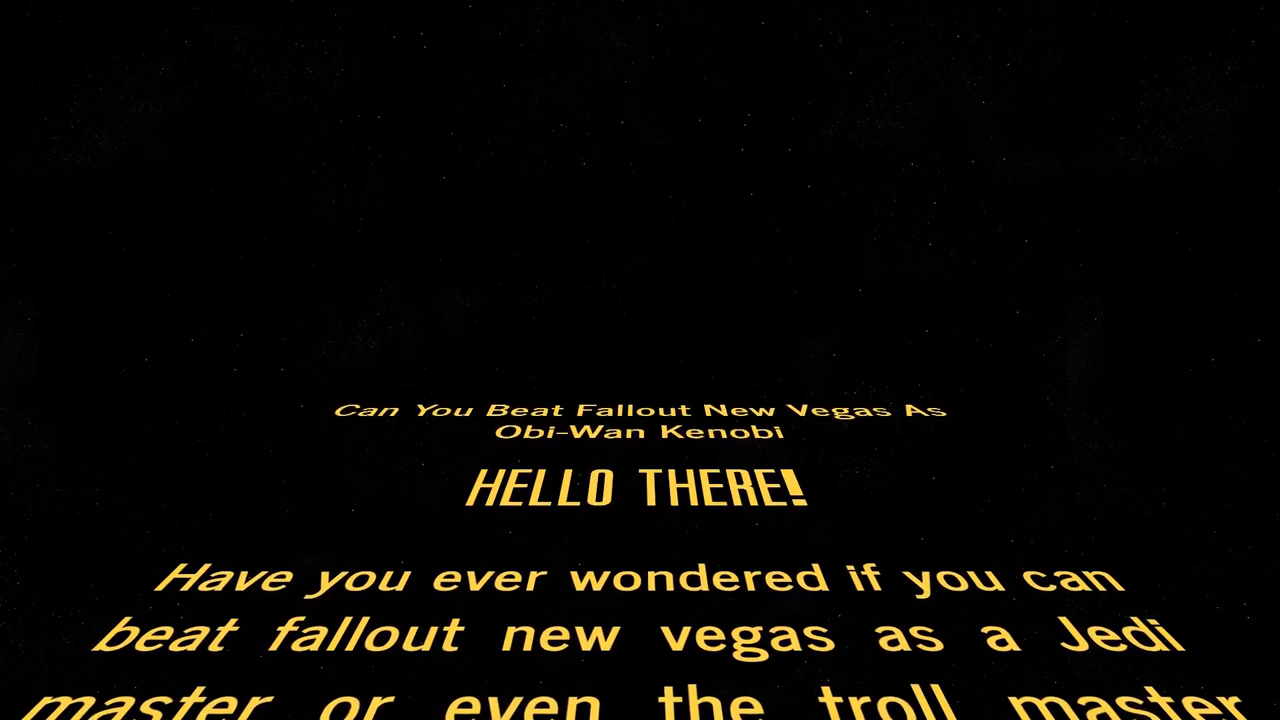 Can You Beat Fallout New Vegas As
Obi-Wan Kenobi
HELLO THERE!
Have you ever wondered if you can
beat fallout new vegas as a Jedi
master or even the troll master